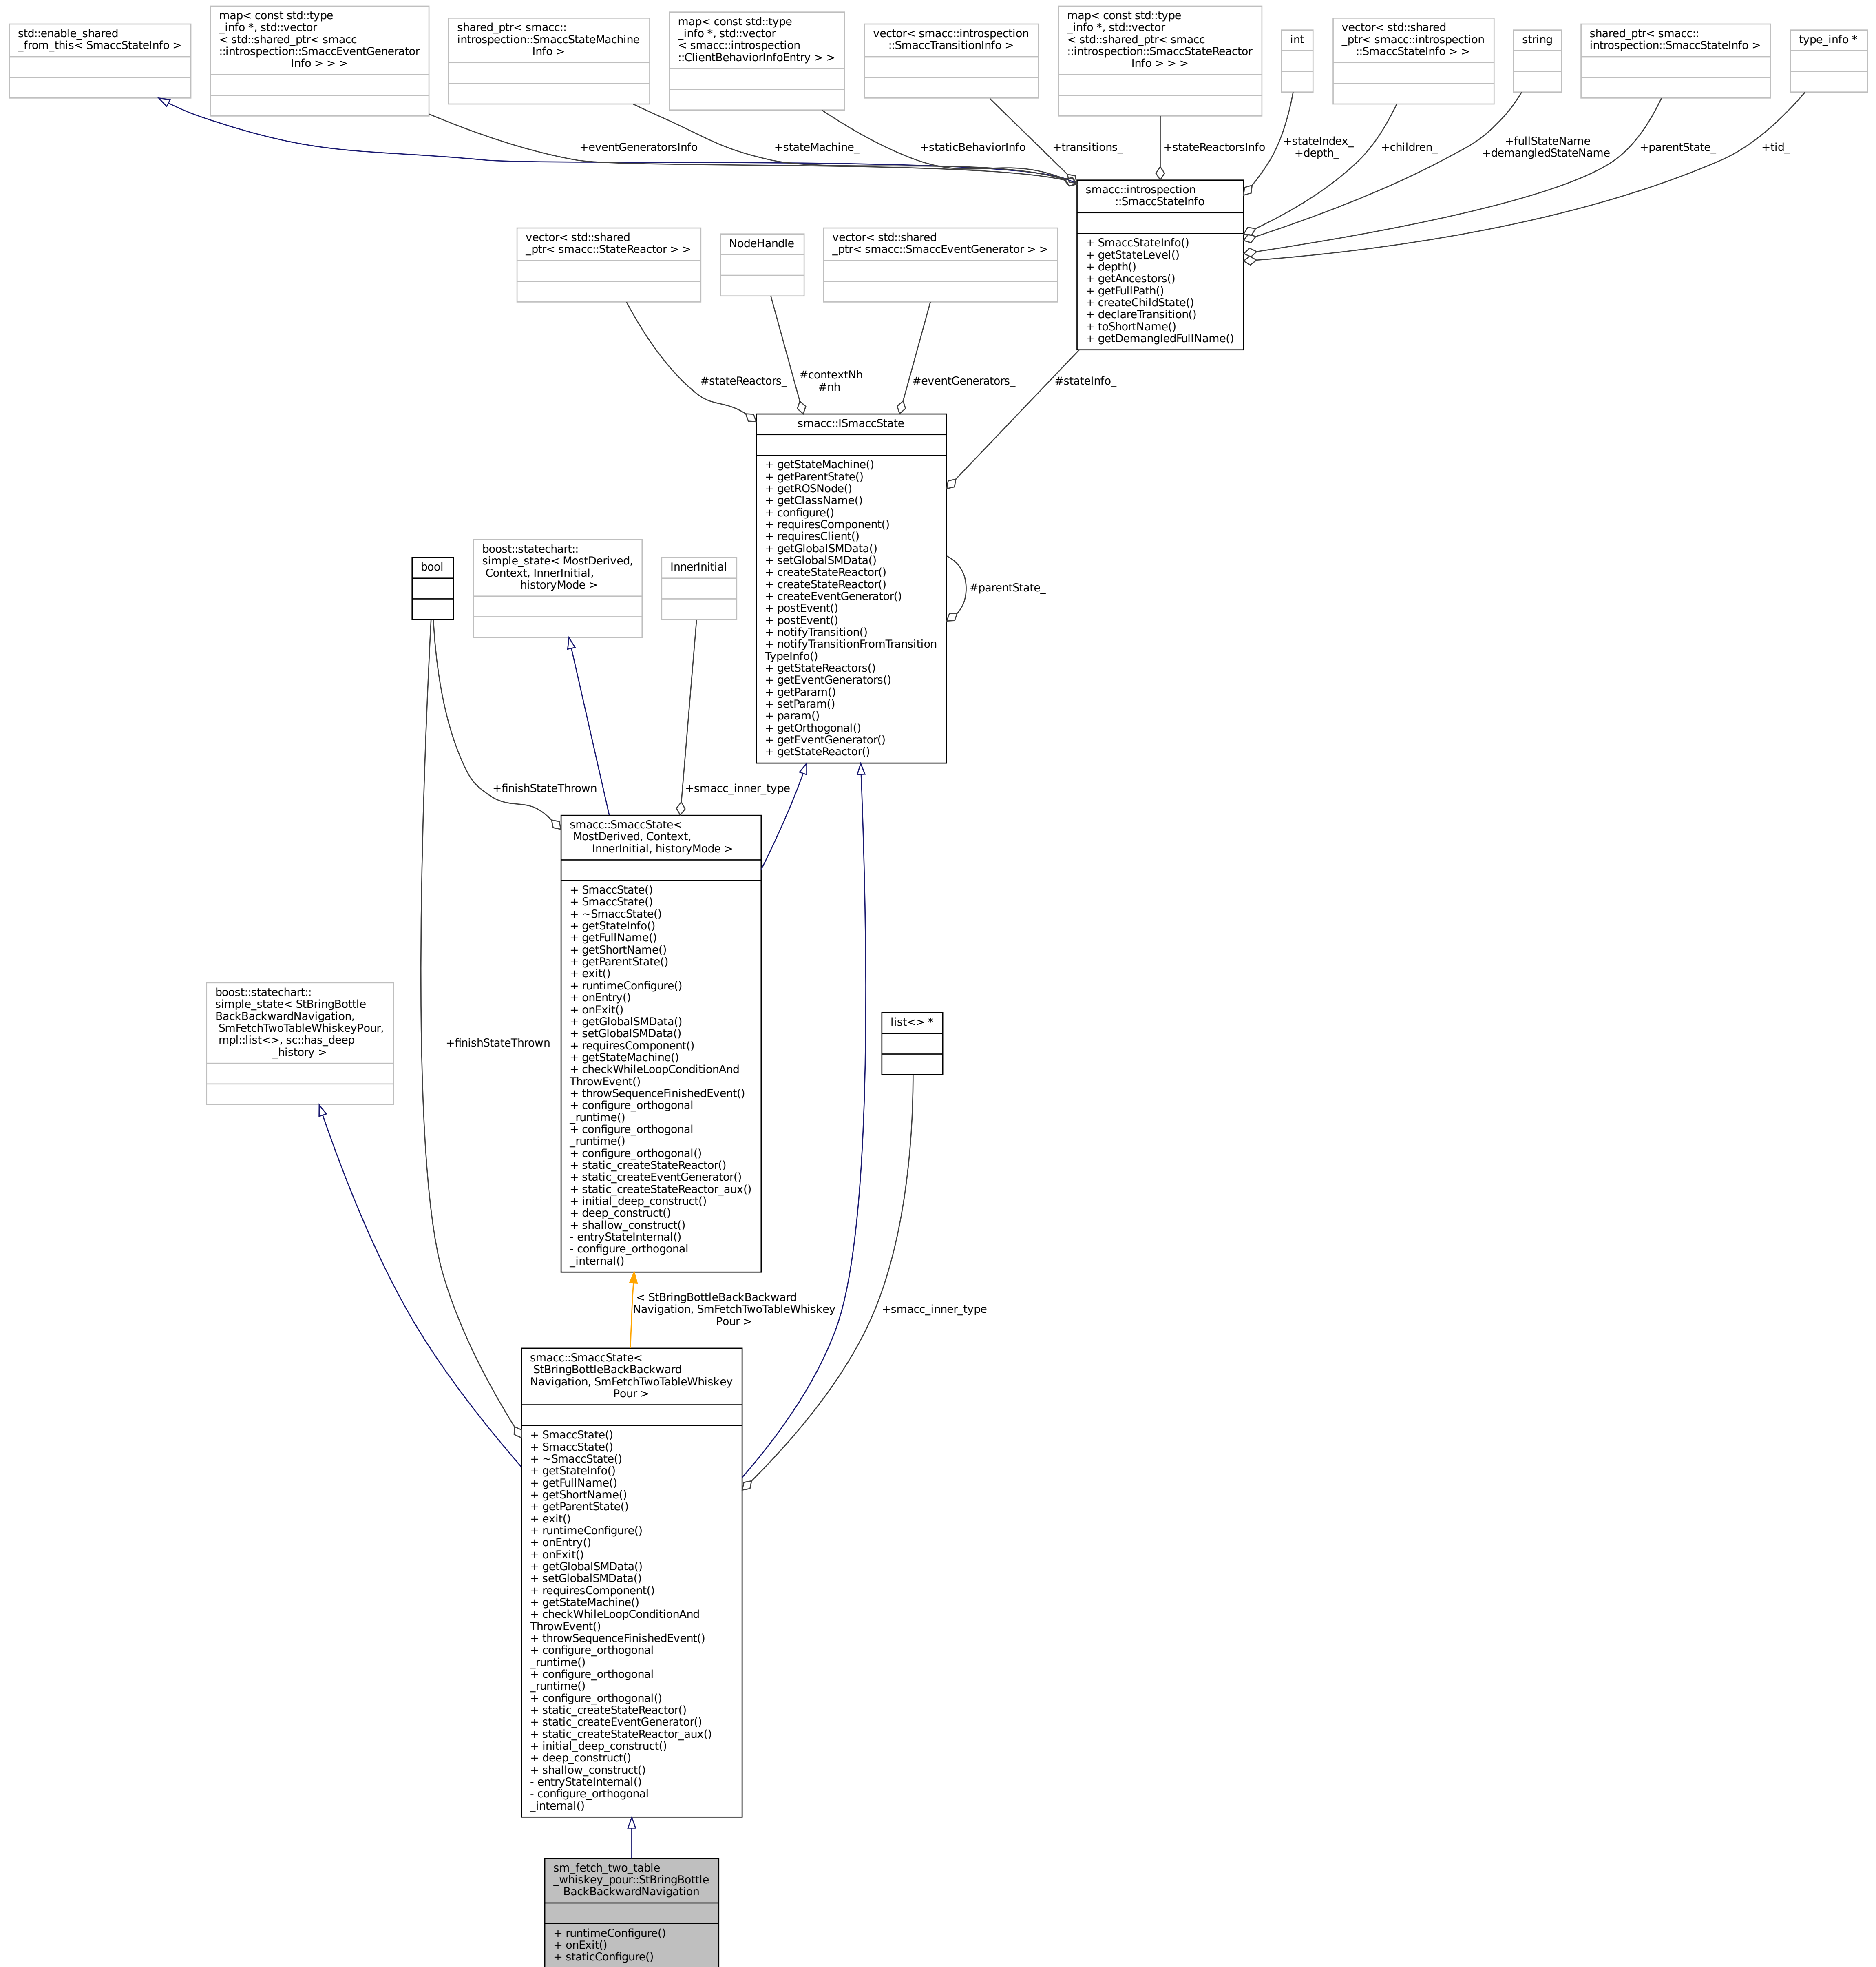 std::enable_shared
_from_this< SmaccStateInfo >
map< const std::type
_info *, std::vector
< std::shared_ptr< smacc
::introspection::SmaccEventGenerator
Info > > >
shared_ptr< smacc::
introspection::SmaccStateMachine
Info >
map< const std::type
_info *, std::vector
< smacc::introspection
::ClientBehaviorInfoEntry > >
vector< smacc::introspection
::SmaccTransitionInfo >
map< const std::type
_info *, std::vector
< std::shared_ptr< smacc
::introspection::SmaccStateReactor
Info > > >
int
vector< std::shared
_ptr< smacc::introspection
::SmaccStateInfo > >
string
shared_ptr< smacc::
introspection::SmaccStateInfo >
type_info *
+eventGeneratorsInfo
+stateMachine_
+staticBehaviorInfo
+transitions_
+stateReactorsInfo
+stateIndex_
+depth_
+children_
+fullStateName
+demangledStateName
+parentState_
+tid_
smacc::introspection
::SmaccStateInfo
+ SmaccStateInfo()
+ getStateLevel()
+ depth()
+ getAncestors()
+ getFullPath()
+ createChildState()
+ declareTransition()
+ toShortName()
+ getDemangledFullName()
vector< std::shared
_ptr< smacc::StateReactor > >
NodeHandle
vector< std::shared
_ptr< smacc::SmaccEventGenerator > >
#stateReactors_
#contextNh
#nh
#eventGenerators_
#stateInfo_
smacc::ISmaccState
+ getStateMachine()
+ getParentState()
+ getROSNode()
+ getClassName()
+ configure()
+ requiresComponent()
+ requiresClient()
+ getGlobalSMData()
+ setGlobalSMData()
+ createStateReactor()
+ createStateReactor()
+ createEventGenerator()
+ postEvent()
+ postEvent()
+ notifyTransition()
+ notifyTransitionFromTransition
TypeInfo()
+ getStateReactors()
+ getEventGenerators()
+ getParam()
+ setParam()
+ param()
+ getOrthogonal()
+ getEventGenerator()
+ getStateReactor()
#parentState_
bool
boost::statechart::
simple_state< MostDerived,
Context, InnerInitial,
historyMode >
InnerInitial
+finishStateThrown
+smacc_inner_type
smacc::SmaccState<
MostDerived, Context,
InnerInitial, historyMode >
+ SmaccState()
+ SmaccState()
+ ~SmaccState()
+ getStateInfo()
+ getFullName()
+ getShortName()
+ getParentState()
+ exit()
+ runtimeConfigure()
+ onEntry()
+ onExit()
+ getGlobalSMData()
+ setGlobalSMData()
+ requiresComponent()
+ getStateMachine()
+ checkWhileLoopConditionAnd
ThrowEvent()
+ throwSequenceFinishedEvent()
+ configure_orthogonal
_runtime()
+ configure_orthogonal
_runtime()
+ configure_orthogonal()
+ static_createStateReactor()
+ static_createEventGenerator()
+ static_createStateReactor_aux()
+ initial_deep_construct()
+ deep_construct()
+ shallow_construct()
- entryStateInternal()
- configure_orthogonal
_internal()
boost::statechart::
simple_state< StBringBottle
BackBackwardNavigation,
SmFetchTwoTableWhiskeyPour,
mpl::list<>, sc::has_deep
_history >
+finishStateThrown
list<> *
< StBringBottleBackBackward
Navigation, SmFetchTwoTableWhiskey
Pour >
+smacc_inner_type
smacc::SmaccState<
StBringBottleBackBackward
Navigation, SmFetchTwoTableWhiskey
Pour >
+ SmaccState()
+ SmaccState()
+ ~SmaccState()
+ getStateInfo()
+ getFullName()
+ getShortName()
+ getParentState()
+ exit()
+ runtimeConfigure()
+ onEntry()
+ onExit()
+ getGlobalSMData()
+ setGlobalSMData()
+ requiresComponent()
+ getStateMachine()
+ checkWhileLoopConditionAnd
ThrowEvent()
+ throwSequenceFinishedEvent()
+ configure_orthogonal
_runtime()
+ configure_orthogonal
_runtime()
+ configure_orthogonal()
+ static_createStateReactor()
+ static_createEventGenerator()
+ static_createStateReactor_aux()
+ initial_deep_construct()
+ deep_construct()
+ shallow_construct()
- entryStateInternal()
- configure_orthogonal
_internal()
sm_fetch_two_table
_whiskey_pour::StBringBottle
BackBackwardNavigation
+ runtimeConfigure()
+ onExit()
+ staticConfigure()